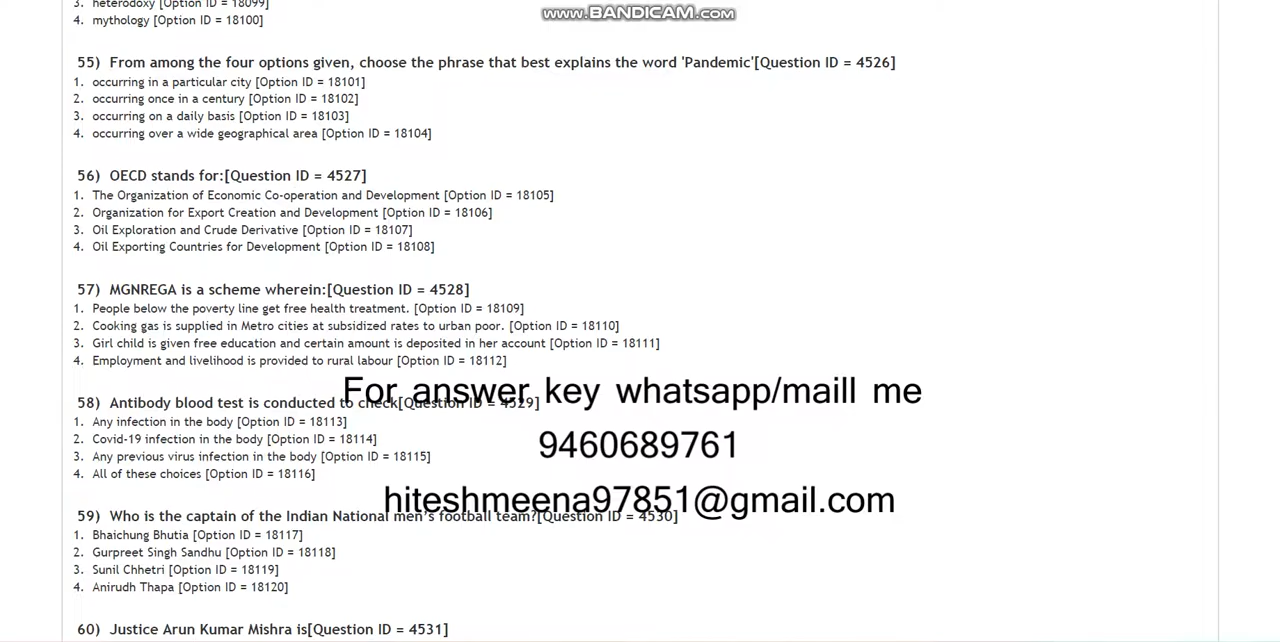 3. heterodoxy [Option ID = 18099]
www.BANDICAM.com
4. mythology [Option ID = 18100]
55) From among the four options given, choose the phrase that best explains the word 'Pandemic'[Question ID = 4526]
1. occurring in a particular city [Option ID = 18101]
2. occurring once in a century [Option ID = 18102]
3. occurring on a daily basis [Option ID = 18103]
4. occurring over a wide geographical area [Option ID = 18104]
56) OECD stands for:[Question ID = 4527]
1. The Organization of Economic Co-operation and Development [Option ID = 18105]
2. Organization for Export Creation and Development [Option ID = 18106]
3. Oil Exploration and Crude Derivative [Option ID = 18107]
4. Oil Exporting Countries for Development [Option ID = 18108]
57) MGNREGA is a scheme wherein:[Question ID = 4528]
1. People below the poverty line get free health treatment. [Option ID = 18109]
2. Cooking gas is supplied in Metro cities at subsidized rates to urban poor. [Option ID = 18110]
3. Girl child is given free education and certain amount is deposited in her account [Option ID = 18111]
4. Employment and livelihood is provided to rural labour [Option ID = 18112]
For answer key whatsapp/maill me
58) Antibody blood test is conducted to check[Question ID = 4529]
1. Any infection in the body [Option ID = 18113]
2. Covid-19 infection in the body [Option ID = 18114]
9460689761
3. Any previous virus infection in the body [Option ID = 18115]
4. All of these choices [Option ID = 18116]
hiteshmeena97851@gmail.com
59) Who is the captain of the Indian National men's football team?[Question ID = 4530]
1. Bhaichung Bhutia [Option ID = 18117]
2. Gurpreet Singh Sandhu [Option ID = 18118]
3. Sunil Chhetri [Option ID = 18119]
4. Anirudh Thapa [Option ID = 18120]
60) Justice Arun Kumar Mishra is[Question ID = 4531]